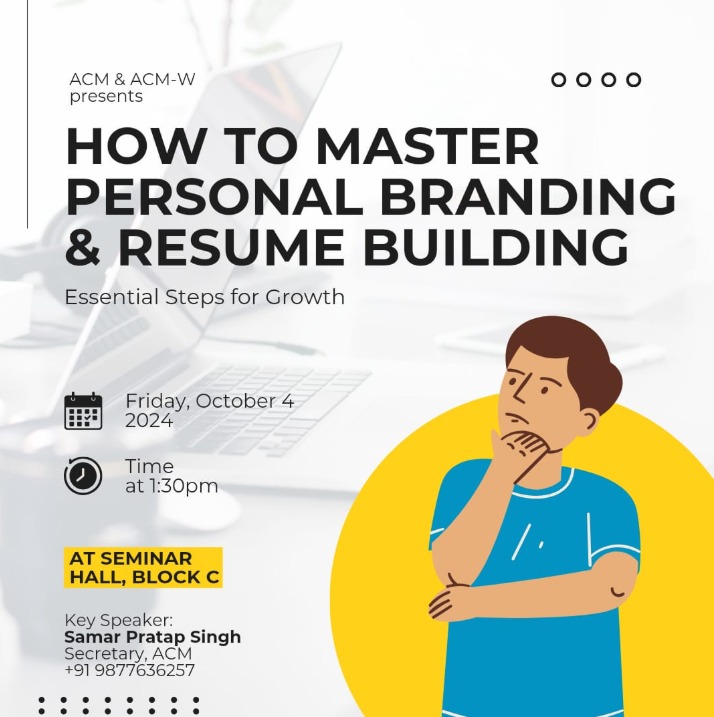 ACM & ACM-W
presents
HOW TO MASTER
PERSONAL BRANDING
& RESUME BUILDING
Essential Steps for Growth
Friday, October 4
2024
Time
at 1:30pm
AT SEMINAR
HALL, BLOCK C
Key Speaker:
Samar Pratap Singh
Secretary, ACM
+91 9877636257